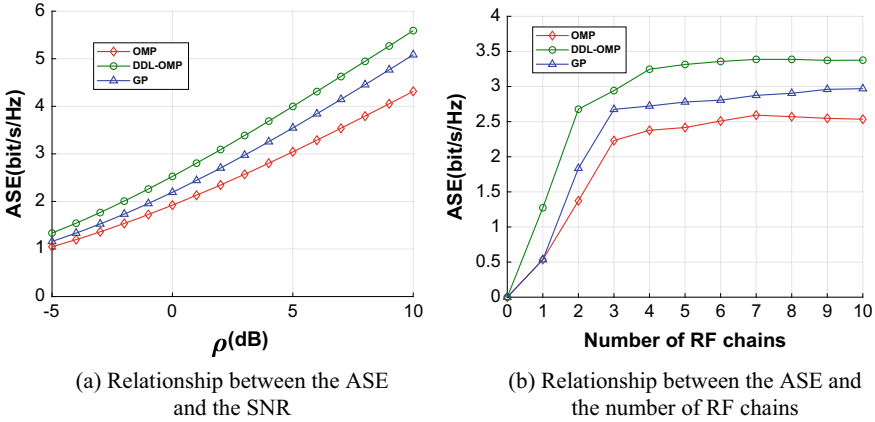 6
5
4
3
2
1
0
ASE(bit/s/Hz)
OMP
DDL-OMP
GP
-5
0
5
10
ρ(dB)
(a) Relationship between the ASE
and the SNR
4
3.5
3
2.5
2
1.5
1
0.5
0
ASE(bit/s/Hz)
OMP
DDL-OMP
GP
0 1 2 3 4 5 6 7 8 9 10
Number of RF chains
(b) Relationship between the ASE and
the number of RF chains